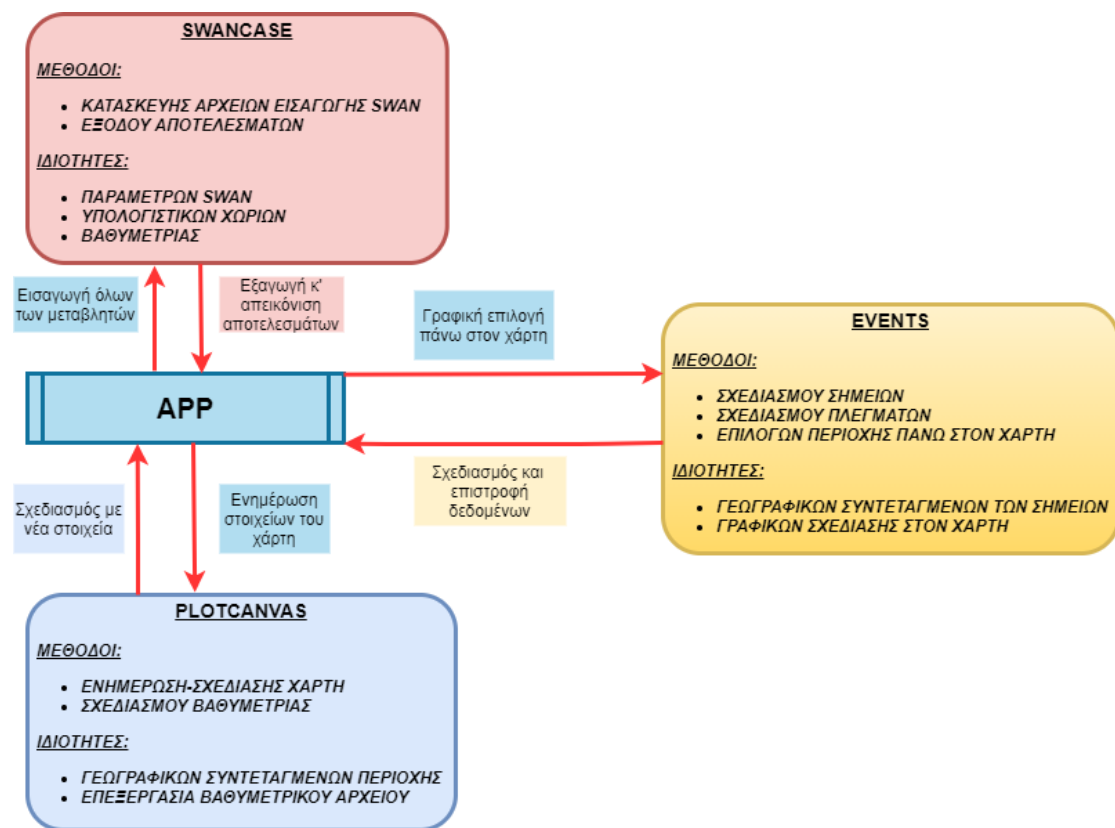 SWANCASE
ΜΕΘΟΔΟΙ:
• ΚΑΤΑΣΚΕΥΗΣ ΑΡΧΕΙΩΝ ΕΙΣΑΓΩΓΗΣ SWAN
• ΕΞΟΔΟΥ ΑΠΟΤΕΛΕΣΜΑΤΩΝ
ΙΔΙΟΤΗΤΕΣ:
• ΠΑΡΑΜΕΤΡΩΝ SWAN
• ΥΠΟΛΟΓΙΣΤΙΚΩΝ ΧΩΡΙΩΝ
• ΒΑΘΥΜΕΤΡΙΑΣ
Εισαγωγή όλων
των μεταβλητών
Εξαγωγή κ'
απεικόνιση
αποτελεσμάτων
Γραφική επιλογή
πάνω στον χάρτη
APP
EVENTS
ΜΕΘΟΔΟΙ:
• ΣΧΕΔΙΑΣΜΟΥ ΣΗΜΕΙΩΝ
• ΣΧΕΔΙΑΣΜΟΥ ΠΛΕΓΜΑΤΩΝ
• ΕΠΙΛΟΓΩΝ ΠΕΡΙΟΧΗΣ ΠΑΝΩ ΣΤΟΝ ΧΑΡΤΗ
ΙΔΙΟΤΗΤΕΣ:
• ΓΕΩΓΡΑΦΙΚΩΝ ΣΥΝΤΕΤΑΓΜΕΝΩΝ ΤΩΝ ΣΗΜΕΙΩΝ
• ΓΡΑΦΙΚΩΝ ΣΧΕΔΙΑΣΗΣ ΣΤΟΝ ΧΑΡΤΗ
Σχεδιασμός με
νέα στοιχεία
Ενημέρωση
στοιχείων του
χάρτη
Σχεδιασμός και
επιστροφή
δεδομένων
PLOTCANVAS
ΜΕΘΟΔΟΙ:
• ΕΝΗΜΕΡΩΣΗ-ΣΧΕΔΙΑΣΗΣ ΧΑΡΤΗ
• ΣΧΕΔΙΑΣΜΟΥ ΒΑΘΥΜΕΤΡΙΑΣ
ΙΔΙΟΤΗΤΕΣ:
• ΓΕΩΓΡΑΦΙΚΩΝ ΣΥΝΤΕΤΑΓΜΕΝΩΝ ΠΕΡΙΟΧΗΣ
• ΕΠΕΞΕΡΓΑΣΙΑ ΒΑΘΥΜΕΤΡΙΚΟΥ ΑΡΧΕΙΟΥ